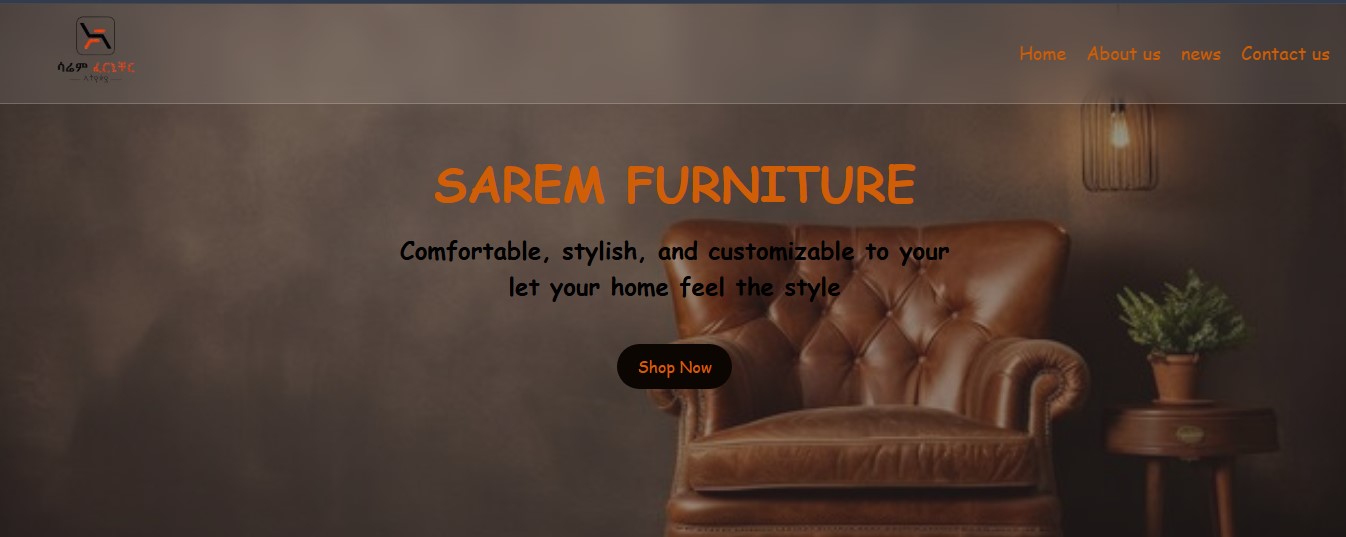 ሳሬም ፈርኒቸር
Home About us news Contact us
SAREM FURNITURE
Comfortable, stylish, and customizable to your
let your home feel the style
Shop Now